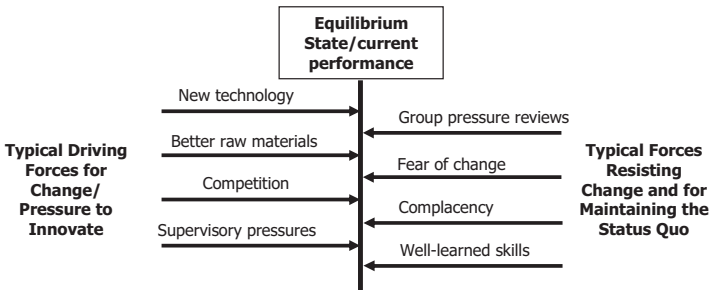 Equilibrium
State/current
performance
New technology
Better raw materials
Competition
Supervisory pressures
Typical Driving
Forces for
Change/
Pressure to
Innovate
Group pressure reviews
Fear of change
Complacency
Well-learned skills
Typical Forces
Resisting
Change and for
Maintaining the
Status Quo